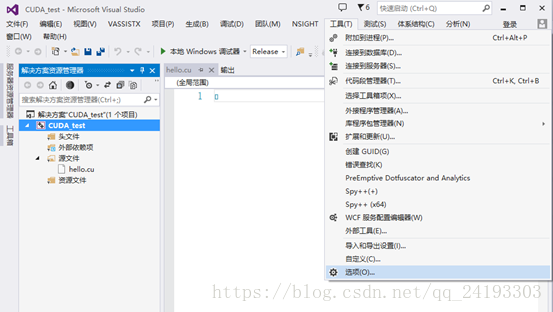 CUDA_test - Microsoft Visual Studio
6
快速启动(Ctrl+Q)
文件(F) 编辑(E) 视图(V) VASSISTX 项目(P) 生成(B) 调试(D) 团队(M) NSIGHT 工具(T) 测试(S) 体系结构(C) 分析(N) 登录
窗口(W) 帮助(H)
本地 Windows 调试器 Release
服务器资源管理器
工具箱
解决方案资源管理器
搜索解决方案资源管理器(Ctrl+;)
解决方案"CUDA_test"(1 个项目)
CUDA_test
头文件
外部依赖项
源文件
hello.cu
资源文件
hello.cu 输出
(全局范围)
1
附加到进程(P)... Ctrl+Alt+P
连接到数据库(D)...
连接到服务器(S)...
代码段管理器(T)... Ctrl+K, Ctrl+B
选择工具箱项(X)...
外接程序管理器(A)...
库程序包管理器(N)
扩展和更新(U)...
创建 GUID(G)
错误查找(K)
PreEmptive Dotfuscator and Analytics
Spy++(+)
Spy++ (x64)
WCF 服务配置编辑器(W)
外部工具(E)...
导入和导出设置(I)...
自定义(C)...
选项(O)...
https://blog.csdn.net/qq_24193303